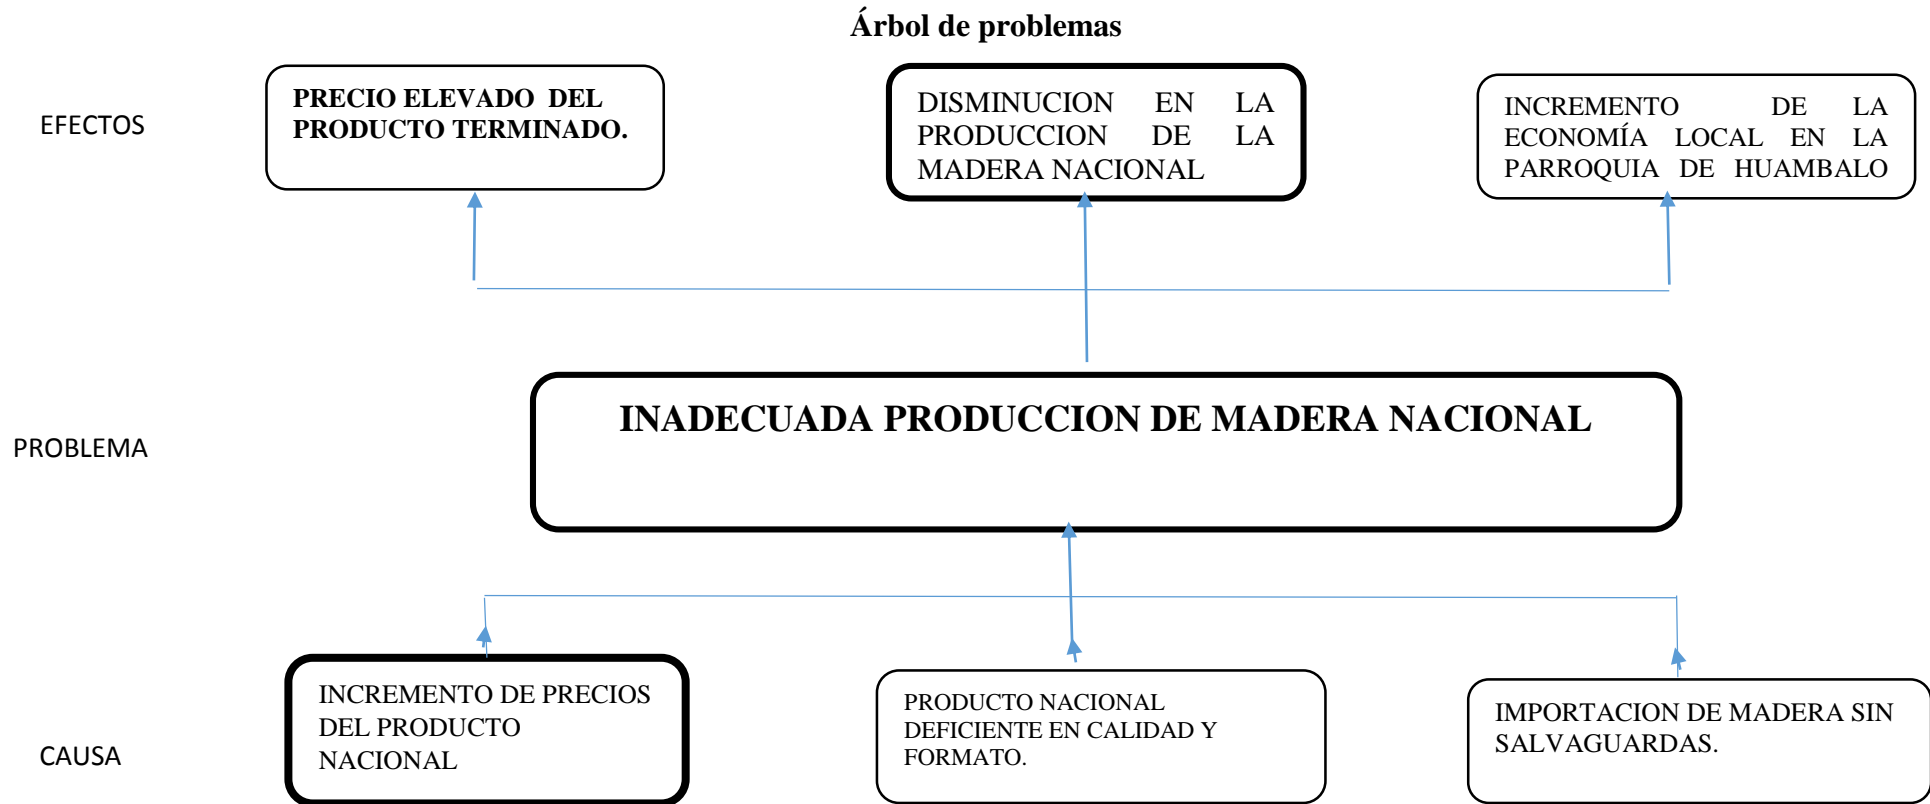 Árbol de problemas
EFECTOS
PRECIO ELEVADO DEL
PRODUCTO TERMINADO.
DISMINUCION EN LA
PRODUCCION DE LA
MADERA NACIONAL
INCREMENTO DE LA
ECONOMÍA LOCAL EN LA
PARROQUIA DE HUAMBALO
PROBLEMA
INADECUADA PRODUCCION DE MADERA NACIONAL
CAUSA
INCREMENTO DE PRECIOS
DEL PRODUCTO
NACIONAL
PRODUCTO NACIONAL
DEFICIENTE EN CALIDAD Y
FORMATO.
IMPORTACION DE MADERA SIN
SALVAGUARDAS.